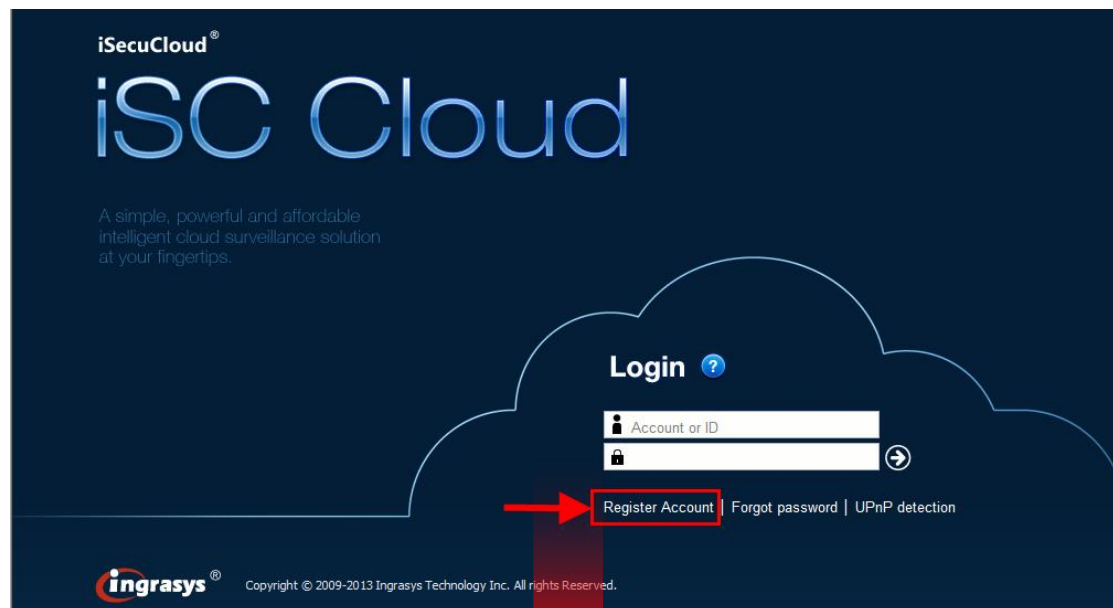 iSecuCloud®
iSC Cloud
A simple, powerful and affordable
intelligent cloud surveillance solution
at your fingertips.
Login ?
Account or ID
Register Account | Forgot password | UPnP detection
ingrasys® Copyright © 2009-2013 Ingrasys Technology Inc. All rights Reserved.